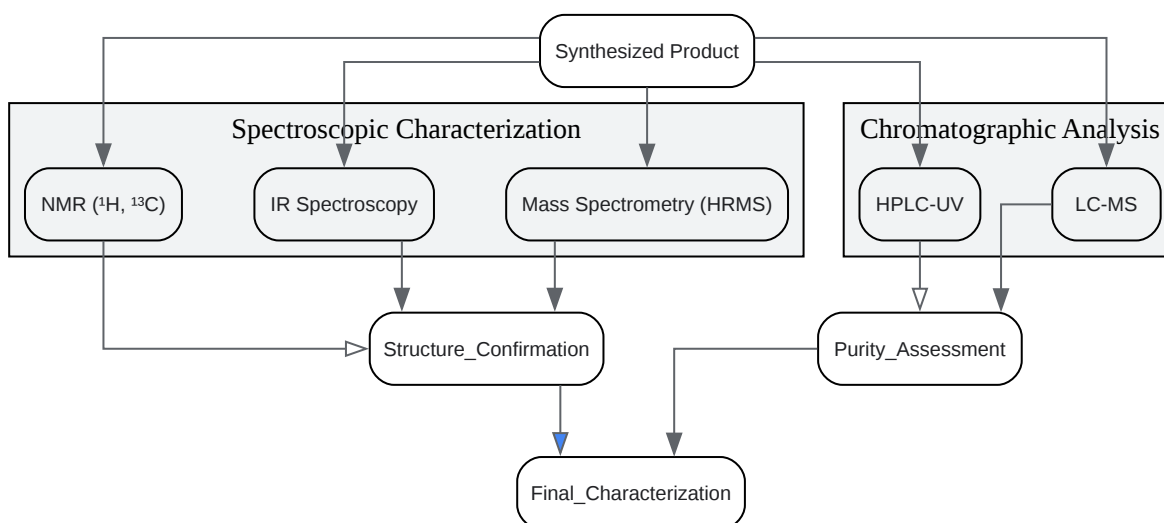 Synthesized Product
Spectroscopic Characterization
Chromatographic Analysis
NMR (¹H, ¹³C)
IR Spectroscopy
Mass Spectrometry (HRMS)
HPLC-UV
LC-MS
Structure_Confirmation
Purity_Assessment
Final_Characterization